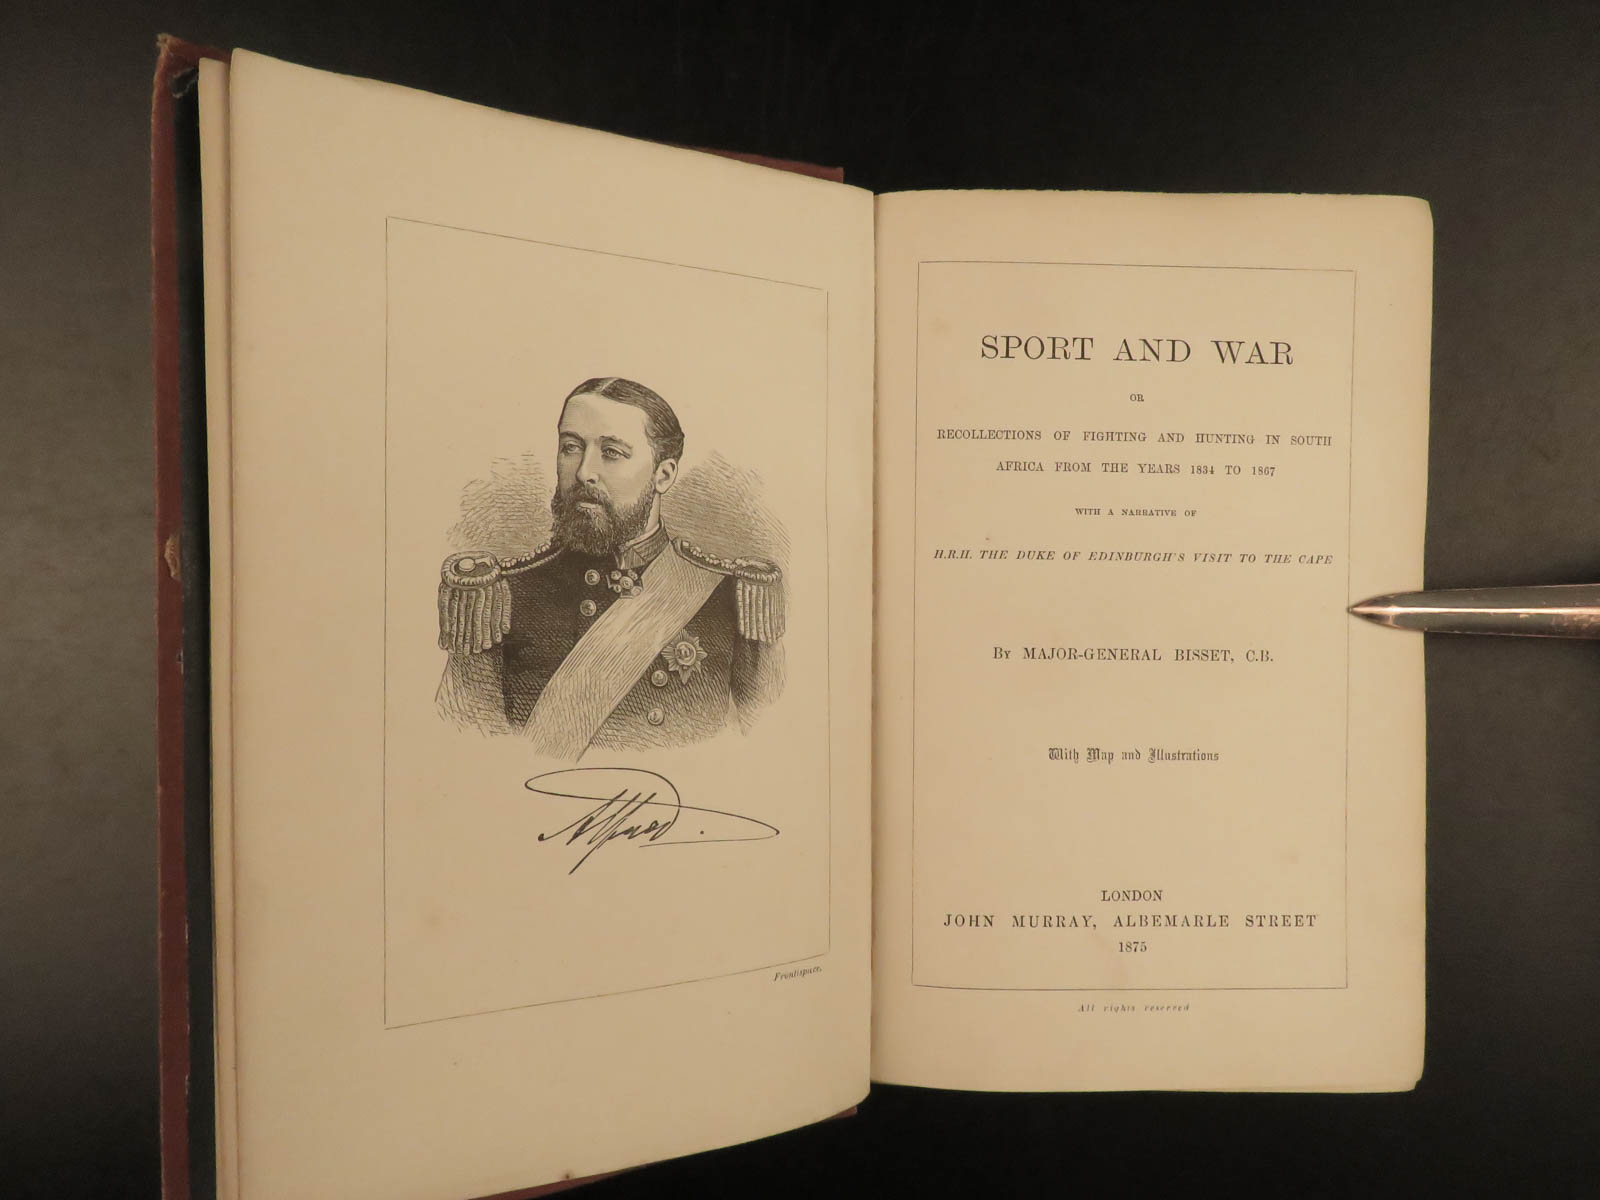 Alfred.
Frontispiece.
SPORT AND WAR
OR
RECOLLECTIONS OF FIGHTING AND HUNTING IN SOUTH
AFRICA FROM THE YEARS 1834 TO 1867
WITH A NARRATIVE OF
H.R.H. THE DUKE OF EDINBURGH'S VISIT TO THE CAPE
BY MAJOR-GENERAL BISSET, C.B.
With Map and Illustrations
LONDON
JOHN MURRAY, ALBEMARLE STREET
1875
All rights reserved